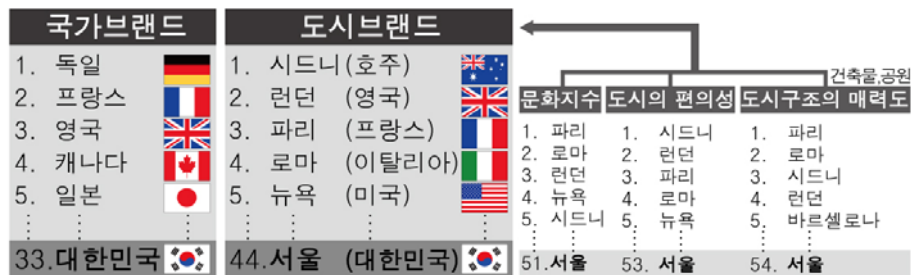 국가브랜드
1. 독일
2. 프랑스
3. 영국
4. 캐나다
5. 일본
33.대한민국
도시브랜드
1. 시드니(호주)
2. 런던 (영국)
3. 파리 (프랑스)
4. 로마 (이탈리아)
5. 뉴욕 (미국)
44.서울 (대한민국)
건축물,공원
문화지수
1. 파리
2. 로마
3. 런던
4. 뉴욕
5. 시드니
51.서울
도시의 편의성
1. 시드니
2. 런던
3. 파리
4. 로마
5. 뉴욕
53. 서울
도시구조의 매력도
1. 파리
2. 로마
3. 시드니
4. 런던
5. 바르셀로나
54. 서울